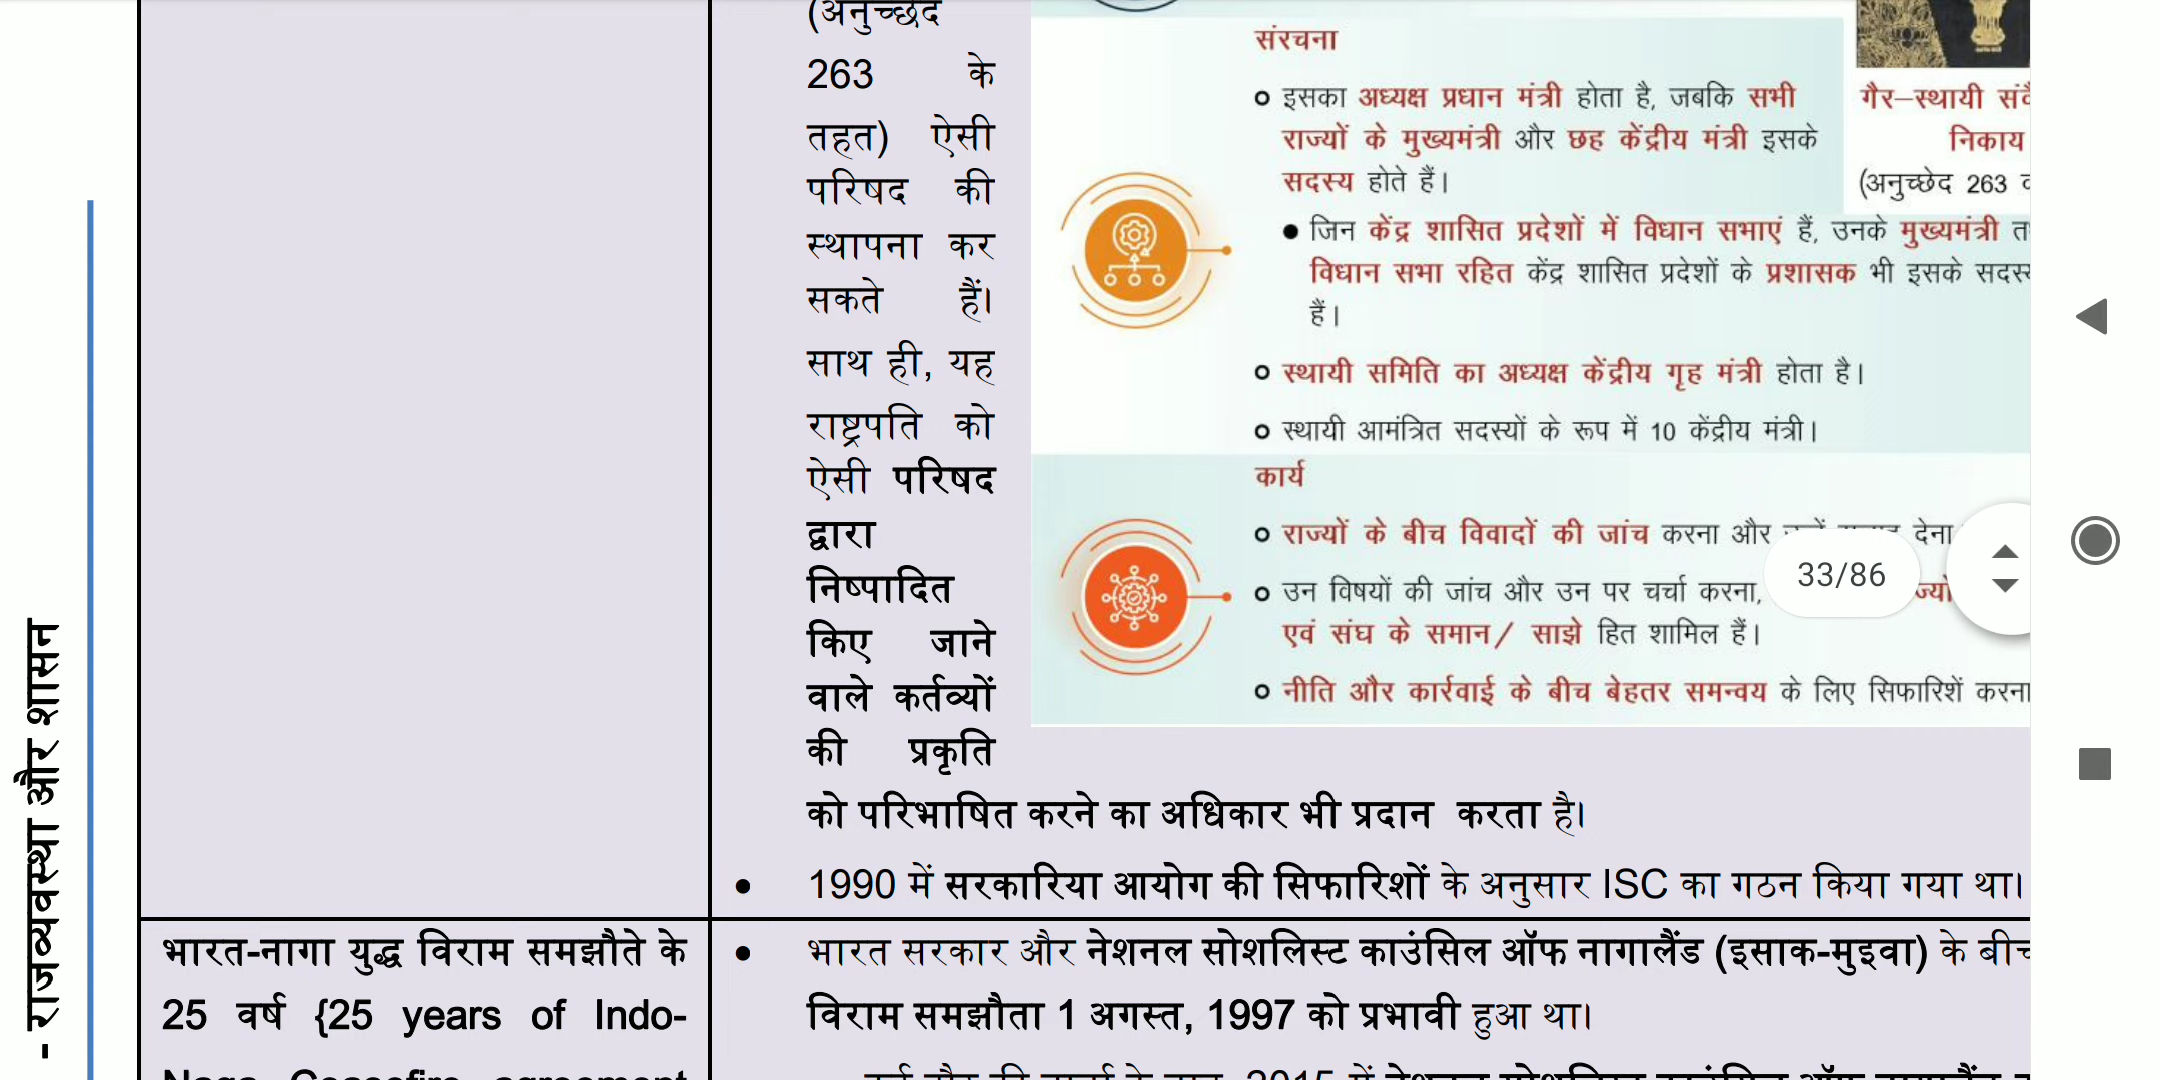 (अनुच्छेद
263 के
तहत) ऐसी
परिषद की
स्थापना कर
सकते हैं।
साथ ही, यह
राष्ट्रपति को
ऐसी परिषद
द्वारा
निष्पादित
किए जाने
वाले कर्तव्यों
की प्रकृति
को परिभाषित करने का अधिकार भी प्रदान करता है।
• 1990 में सरकारिया आयोग की सिफारिशों के अनुसार ISC का गठन किया गया था।
संरचना
इसका अध्यक्ष प्रधान मंत्री होता है, जबकि सभी
राज्यों के मुख्यमंत्री और छह केंद्रीय मंत्री इसके
सदस्य होते हैं।
• जिन केंद्र शासित प्रदेशों में विधान सभाएं हैं, उनके मुख्यमंत्री
विधान सभा रहित केंद्र शासित प्रदेशों के प्रशासक भी इसके
हैं।
स्थायी समिति का अध्यक्ष केंद्रीय गृह मंत्री होता है।
स्थायी आमंत्रित सदस्यों के रूप में 10 केंद्रीय मंत्री।
गैर–स्थायी
निकाय
(अनुच्छेद 263
कार्य
राज्यों के बीच विवादों की जांच करना और देना
उन विषयों की जांच और उन पर चर्चा करना,
एवं संघ के समान/ साझे हित शामिल हैं।
नीति और कार्रवाई के बीच बेहतर समन्वय के लिए सिफारिशें करना
33/86
भारत-नागा युद्ध विराम समझौते के
25 वर्ष {25 years of Indo-
Naga Ceasefire agreement
• भारत सरकार और नेशनल सोशलिस्ट काउंसिल ऑफ नागालैंड (इसाक-मुइवा) के बीच
विराम समझौता 1 अगस्त, 1997 को प्रभावी हुआ था।
- राजव्यवस्था और शासन